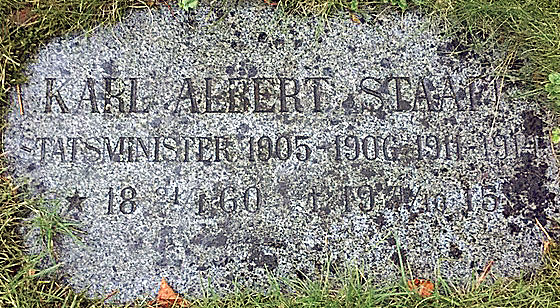 KARL ALBERT STAAFF
STATSMINISTER 1905-1906-1911-1914
★ 18 21/1 60 † 19 4/10 15